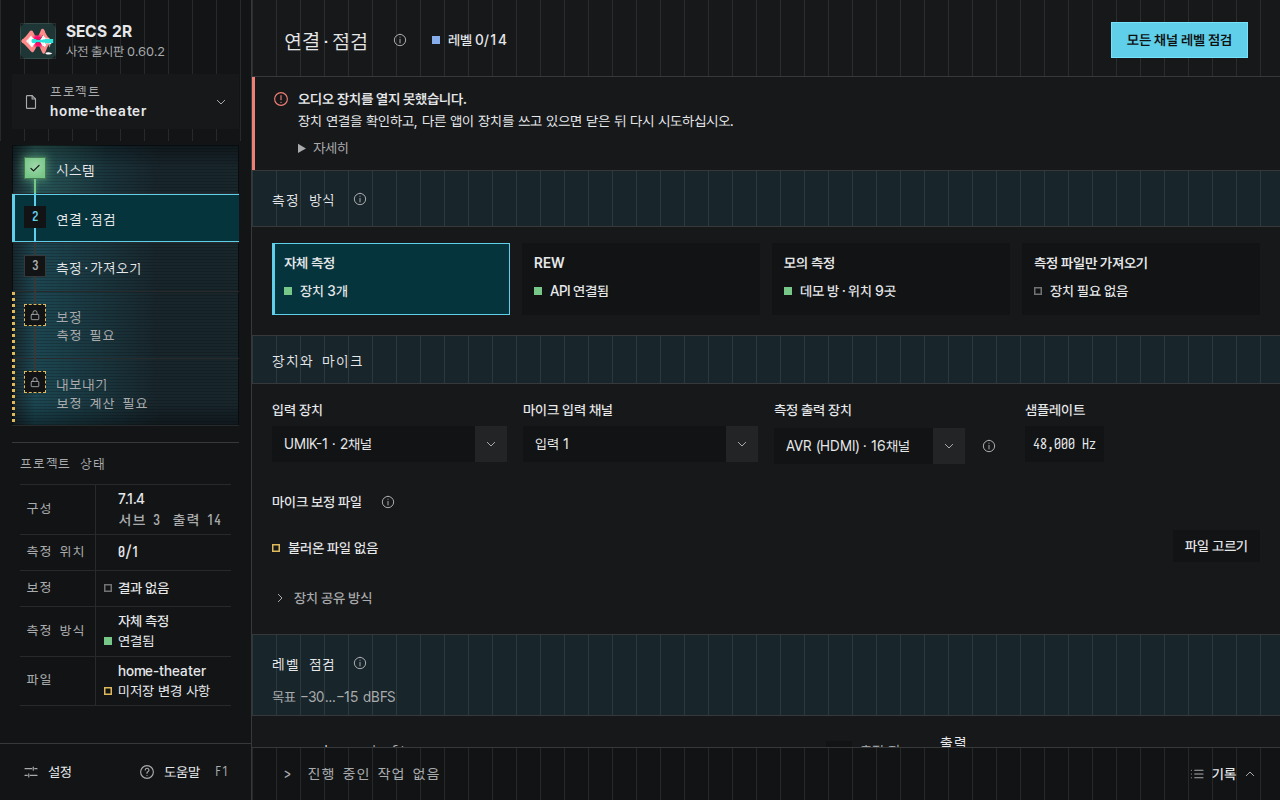 SECS 2R
사전 출시판 0.60.2
프로젝트
home-theater
시스템
2 연결·점검
3 측정·가져오기
보정
측정 필요
내보내기
보정 계산 필요
프로젝트 상태
구성 7.1.4
서브 3 출력 14
측정 위치 0/1
보정 결과 없음
측정 방식 자체 측정
연결됨
파일 home-theater
미저장 변경 사항
설정 도움말 F1
연결·점검 레벨 0/14 모든 채널 레벨 점검
오디오 장치를 열지 못했습니다.
장치 연결을 확인하고, 다른 앱이 장치를 쓰고 있으면 닫은 뒤 다시 시도하십시오.
▶ 자세히
측정 방식
자체 측정
장치 3개
REW
API 연결됨
모의 측정
데모 방·위치 9곳
측정 파일만 가져오기
장치 필요 없음
장치와 마이크
입력 장치 마이크 입력 채널 측정 출력 장치 샘플레이트
UMIK-1 · 2채널 입력 1 AVR (HDMI) · 16채널 48,000 Hz
마이크 보정 파일
불러온 파일 없음 파일 고르기
장치 공유 방식
레벨 점검
목표 −30…−15 dBFS
출력
> 진행 중인 작업 없음 기록